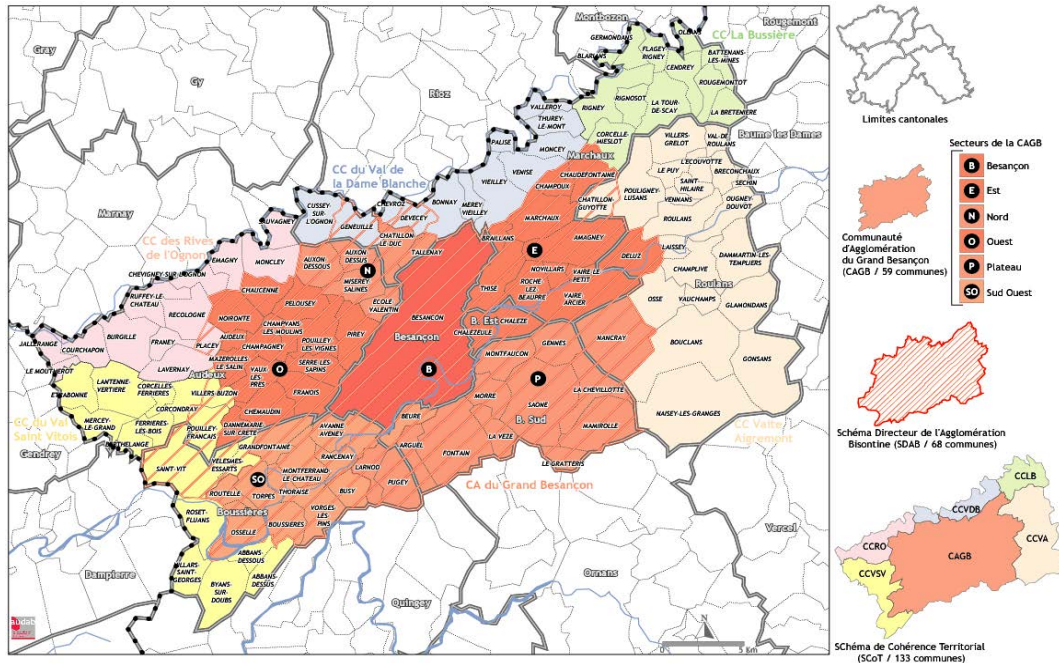 Gray
Gy
Rioz
Montbozon
Rougemont
CC La Bussière
GERMONDANS
BLARIANS
FLAGEY-
RIGNEY
CENDREY
BATTENANS-
LES-MINES
ROUGEMONTOT
RIGNEY
RIGNOSOT
LA TOUR-
DE-SCAY
LA BRETENIERE
CORCELLE-
MIESLOT
VALLEROY
THUREY-
LE-MONT
PALISE
MONCEY
VENISE
VIEILLEY
MEREY-
VIEILLEY
BONNAY
CC du Val de
la Dame Blanche
CHEVROZ
DEVECEY
CUSSEY-
SUR-
L'OGNON
GENEUILLE
CHATILLON-
LE-DUC
TALLENAY
Marchaux
CHAUDEFONTAINE
CHAMPOUX
MARCHAUX
CHATILLON-
GUYOTTE
POULIGNEY-
LUSANS
VILLERS-
GRELOT
VAL-DE-
ROULANS
Baume les Dames
L'ECOUVOTTE
LE PUY
BRECONCHAUX
SAINT-
HILAIRE
SECHIN
OUGNEY-
DOUVOT
VENNANS
ROULANS
LAISSEY
DAMMARTIN-LES-
TEMPLIERS
CHAMPLIVE
Roulans
OSSE
VAUCHAMPS
GLAMONDANS
BOUCLANS
GONSANS
NAISEY-LES-GRANGES
CC Vaîte
Aigremont
Marnay
CC des Rives
de l'Ognon
SAUVAGNEY
EMAGNY
MONCLEY
CHEVIGNEY-SUR-L'OGNON
RUFFEY-LE-
CHATEAU
RECOLOGNE
BURGILLE
FRANEY
JALLERANGE
COURCHAPON
PLACEY
LAVERNAY
LE MOUTHEROT
AUXON-
DESSOUS
AUXON-
DESSUS
N
MISEREY
SALINES
CHAUCENNE
PELOUSEY
ECOLE
VALENTIN
NOIRONTE
CHAMPVANS
LES-MOULINS
PIREY
AUDEUX
CHAMPAGNEY
POUILLEY
LES-VIGNES
MAZEROLLES
LE-SALIN
SERRE-LES
SAPINS
VAUX
LES
PRES
O
FRANOIS
CHEMAUDIN
Audeux
BESANCON
Besançon
B
BRAILLANS
E
AMAGNEY
THISE
NOVILLARS
DELUZ
ROCHE
LEZ
BEAUPRE
VAIRE-LE
PETIT
VAIRE
ARCIER
B. Est
CHALEZE
CHALEZEULE
MONTFAUCON
GENNES
NANCRAY
P
MORRE
LA CHEVILLOTTE
SAONE
B. Sud
MAMIROLLE
LA VEZE
LE GRATTERIS
FONTAIN
BEURE
ARGUEL
PUGEY
LARNOD
CA du Grand Besançon
LANTENNE-
VERTIERE
CORCELLES-
FERRIERES
VILLERS-BUZON
ETRABONNE
CORCONDRAY
MERCEY-
LE-GRAND
FERRIERES-
LES-BOIS
BERTHELANGE
POUILLEY-
FRANCAIS
CC du Val
Saint Vitois
Gendrey
DANNEMARIE
SUR-CRETE
AVANNE
AVENEY
GRANDFONTAINE
RANCENAY
VELESMES-
ESSARTS
SAINT-VIT
SO
MONTFERRAND
LE-CHATEAU
ROUTELLE
THORAISE
TORPES
BUSY
VORGES-
LES-
PINS
BOUSSIERES
Boussières
OSSELLE
ROSET-
FLUANS
ABBANS-
DESSOUS
VILLARS-
SAINT-
GEORGES
ABBANS-
DESSUS
BYANS-
SUR-
DOUBS
Dampierre
Quingey
Ornans
Vercel
audab
N
0
5 Km
Limites cantonales
Communauté
d'Agglomération
du Grand Besançon
(CAGB / 59 communes)
Secteurs de la CAGB
B Besançon
E Est
N Nord
O Ouest
P Plateau
SO Sud Ouest
Schéma Directeur de l'Agglomération
Bisontine (SDAB / 68 communes)
CCLB
CCVDB
CCRO
CAGB
CCVA
CCVSV
SChéma de Cohérence Territorial
(SCoT / 133 communes)